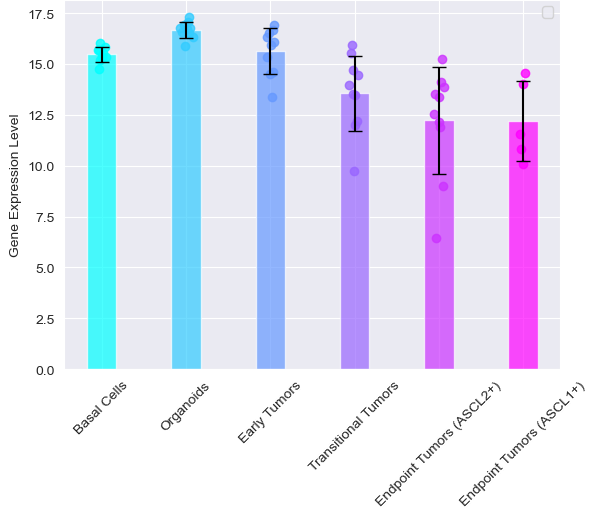 17.5
15.0
12.5
10.0
7.5
5.0
2.5
0.0
Gene Expression Level
Basal Cells
Organoids
Early Tumors
Transitional Tumors
Endpoint Tumors (ASCL2+)
Endpoint Tumors (ASCL1+)